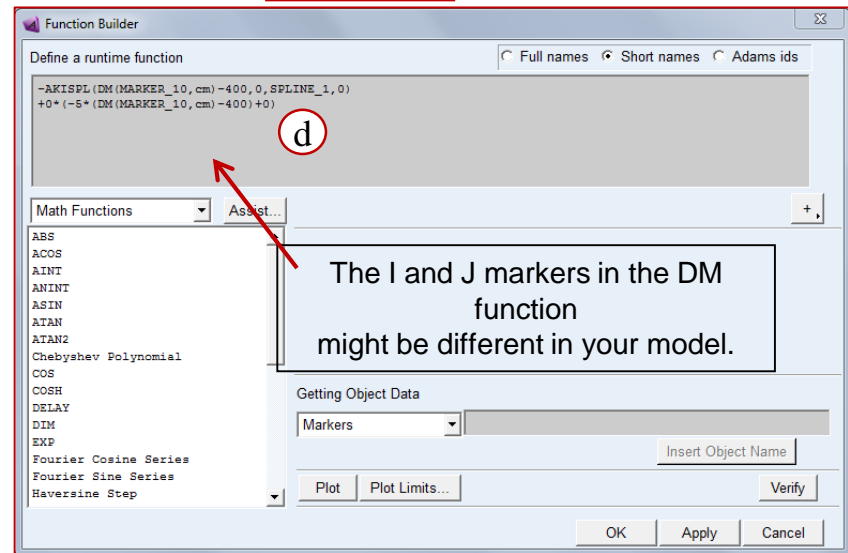 Function Builder
Define a runtime function
Full names Short names Adams ids
-AKISPL(DM(MARKER_10,cm)-400,0,SPLINE_1,0)
+0*(-5*(DM(MARKER_10,cm)-400)+0)
d
Math Functions
Assist...
+
ABS
ACOS
AINT
ANINT
ASIN
ATAN
ATAN2
Chebyshev Polynomial
COS
COSH
DELAY
DIM
EXP
Fourier Cosine Series
Fourier Sine Series
Haversine Step
The I and J markers in the DM
function
might be different in your model.
Getting Object Data
Markers
Insert Object Name
Plot Plot Limits... Verify
OK Apply Cancel